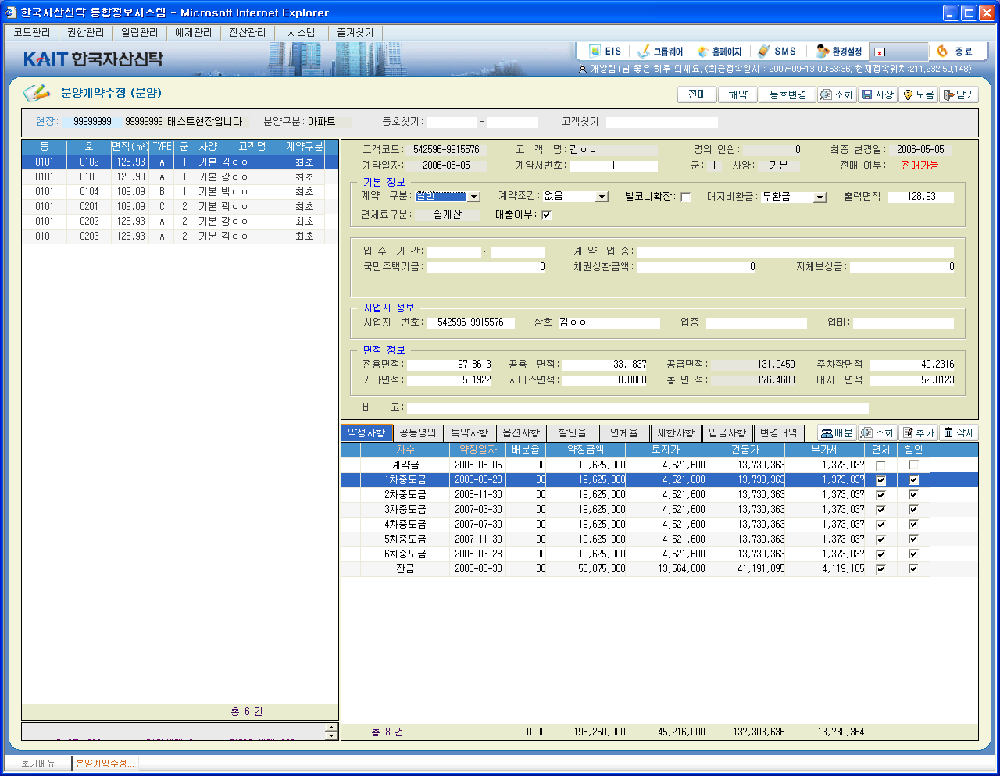 한국자산신탁 통합정보시스템 - Microsoft Internet Explorer
코드관리 권한관리 알림관리 예제관리 전산관리 시스템 즐겨찾기
KAIT 한국자산신탁 EIS 그룹웨어 홈페이지 SMS 환경설정 종료
개발팀T님 좋은 하루 되세요. (최근접속일시 : 2007-09-13 09:53:36, 현재접속위치:211,232,50,148)
분양계약수정 (분양) 전매 해약 동호변경 조회 저장 도움 닫기
현장: 99999999 99999999 태스트현장입니다 분양구분: 아파트 동호찾기: - 고객찾기:
동 호 면적(㎡) TYPE 군 사양 고객명 계약구분
0101 0102 128.93 A 1 기본 김ㅇㅇ 최초
0101 0103 128.93 A 1 기본 강ㅇㅇ 최초
0101 0104 109.09 B 1 기본 박ㅇㅇ 최초
0101 0201 109.09 C 2 기본 곽ㅇㅇ 최초
0101 0202 128.93 A 2 기본 강ㅇㅇ 최초
0101 0203 128.93 A 2 기본 김ㅇㅇ 최초
총 6 건
고객코드: 542596-9915576 고 객 명: 김ㅇㅇ 명의 인원: 0 최종 변경일: 2006-05-05
계약일자: 2006-05-05 계약서번호: 1 군: 1 사양: 기본 전매 여부: 전매가능
기본 정보
계약 구분: 일반 계약조건: 없음 발코니확장: 대지비환급: 무환급 출력면적: 128.93
연체료구분: 월계산 대출여부:
입 주 기 간: - - ~ - - 계 약 업 종:
국민주택기금: 0 채권상환금액: 0 지체보상금: 0
사업자 정보
사업자 번호: 542596-9915576 상호: 김ㅇㅇ 업종: 업태:
면적 정보
전용면적: 97.8613 공용 면적: 33.1837 공급면적: 131.0450 주차장면적: 40.2316
기타면적: 5.1922 서비스면적: 0.0000 총 면 적: 176.4688 대지 면적: 52.8123
비 고:
약정사항 공동명의 특약사항 옵션사항 할인율 연체율 제한사항 입금사항 변경내역 배분 조회 추가 삭제
차수 약정일자 배분율 약정금액 토지가 건물가 부가세 연체 할인
계약금 2006-05-05 .00 19,625,000 4,521,600 13,730,363 1,373,037
1차중도금 2006-06-28 .00 19,625,000 4,521,600 13,730,363 1,373,037
2차중도금 2006-11-30 .00 19,625,000 4,521,600 13,730,363 1,373,037
3차중도금 2007-03-30 .00 19,625,000 4,521,600 13,730,363 1,373,037
4차중도금 2007-07-30 .00 19,625,000 4,521,600 13,730,363 1,373,037
5차중도금 2007-11-30 .00 19,625,000 4,521,600 13,730,363 1,373,037
6차중도금 2008-03-28 .00 19,625,000 4,521,600 13,730,363 1,373,037
잔금 2008-06-30 .00 58,875,000 13,564,800 41,191,095 4,119,105
총 8 건 0.00 196,250,000 45,216,000 137,303,636 13,730,364
초기메뉴 분양계약수정...